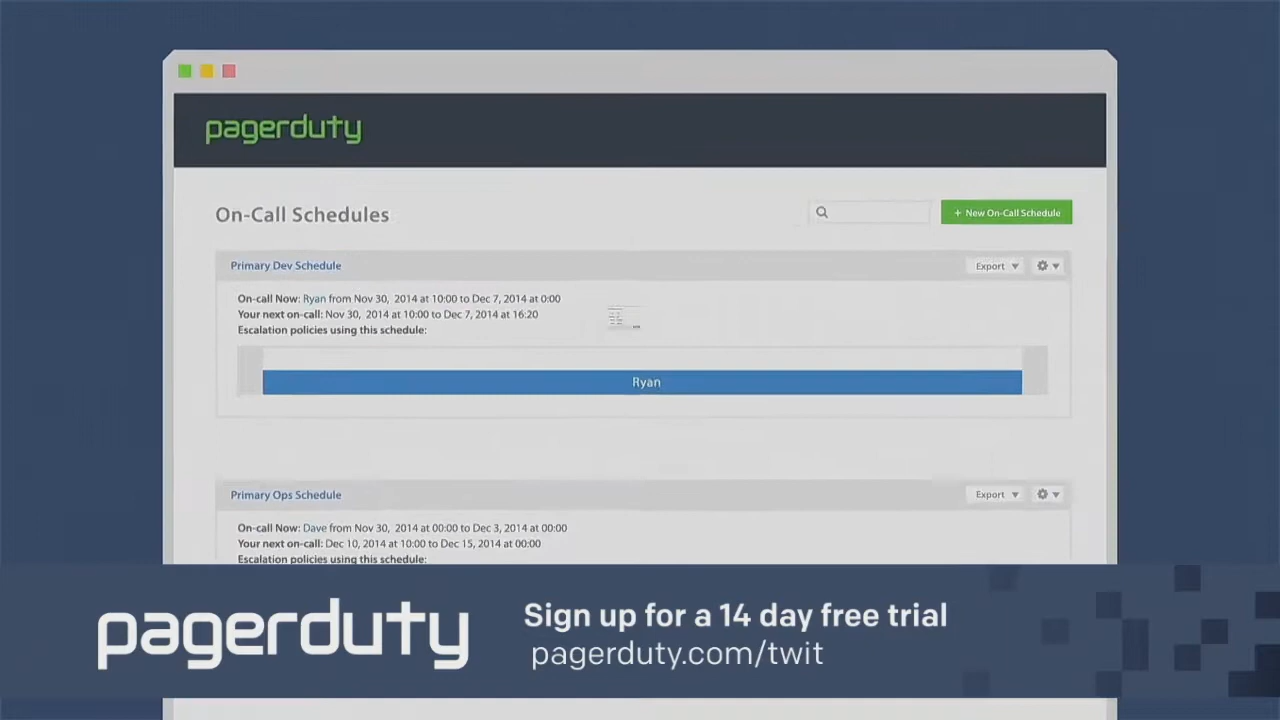 pagerduty
On-Call Schedules
+ New On-Call Schedule
Primary Dev Schedule
Export
On-call Now: Ryan from Nov 30, 2014 at 10:00 to Dec 7, 2014 at 0:00
Your next on-call: Nov 30, 2014 at 10:00 to Dec 7, 2014 at 16:20
Escalation policies using this schedule:
Ryan
Primary Ops Schedule
Export
On-call Now: Dave from Nov 30, 2014 at 00:00 to Dec 3, 2014 at 00:00
Your next on-call: Dec 10, 2014 at 10:00 to Dec 15, 2014 at 00:00
Escalation policies using this schedule:
pagerduty
Sign up for a 14 day free trial
pagerduty.com/twit